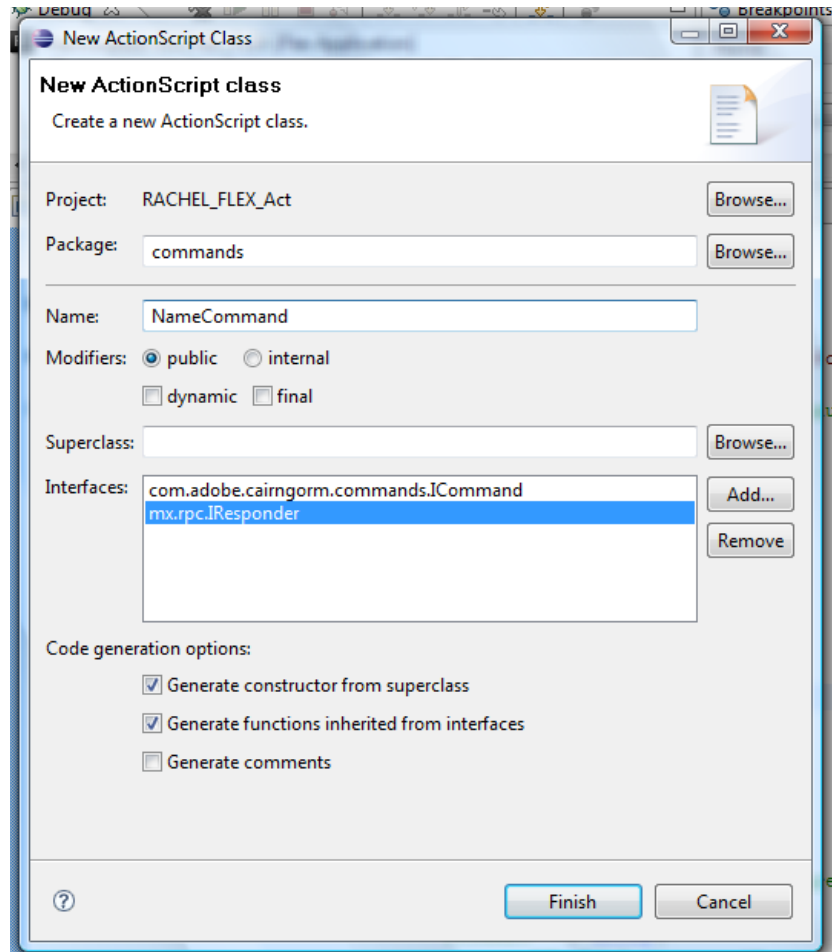 Debug
Breakpoints
New ActionScript Class
New ActionScript class
Create a new ActionScript class.
Project: RACHEL_FLEX_Act Browse...
Package: commands Browse...
Name: NameCommand
Modifiers: public internal
dynamic final
Superclass: Browse...
Interfaces: com.adobe.cairngorm.commands.ICommand Add...
mx.rpc.IResponder
Remove
Code generation options:
Generate constructor from superclass
Generate functions inherited from interfaces
Generate comments
? Finish Cancel